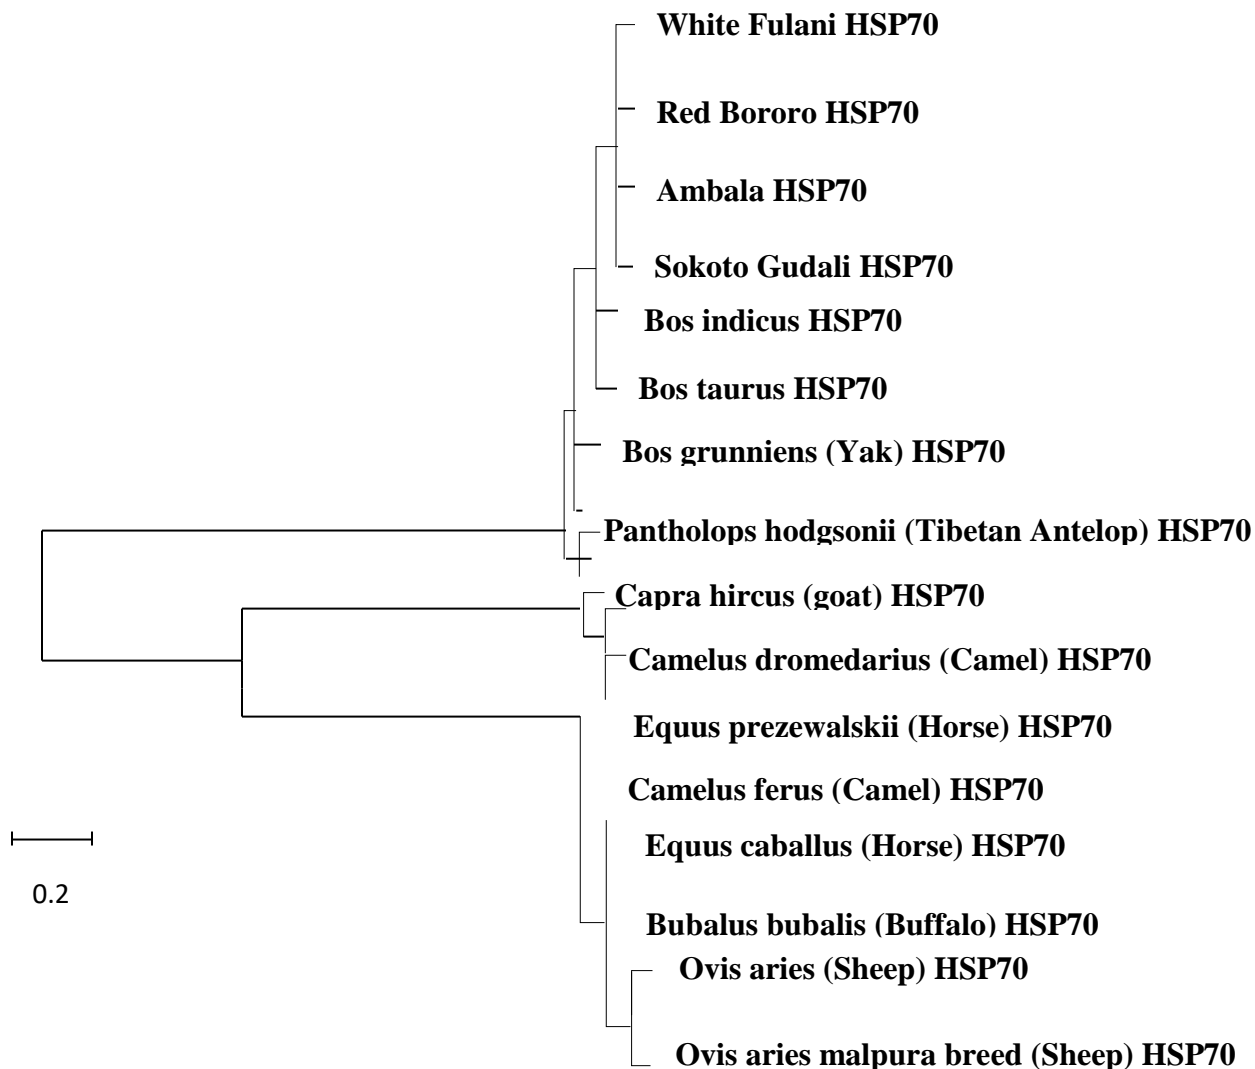 White Fulani HSP70
Red Bororo HSP70
Ambala HSP70
Sokoto Gudali HSP70
Bos indicus HSP70
Bos taurus HSP70
Bos grunniens (Yak) HSP70
Pantholops hodgsonii (Tibetan Antelop) HSP70
Capra hircus (goat) HSP70
Camelus dromedarius (Camel) HSP70
Equus prezewalskii (Horse) HSP70
Camelus ferus (Camel) HSP70
Equus caballus (Horse) HSP70
0.2
Bubalus bubalis (Buffalo) HSP70
Ovis aries (Sheep) HSP70
Ovis aries malpura breed (Sheep) HSP70